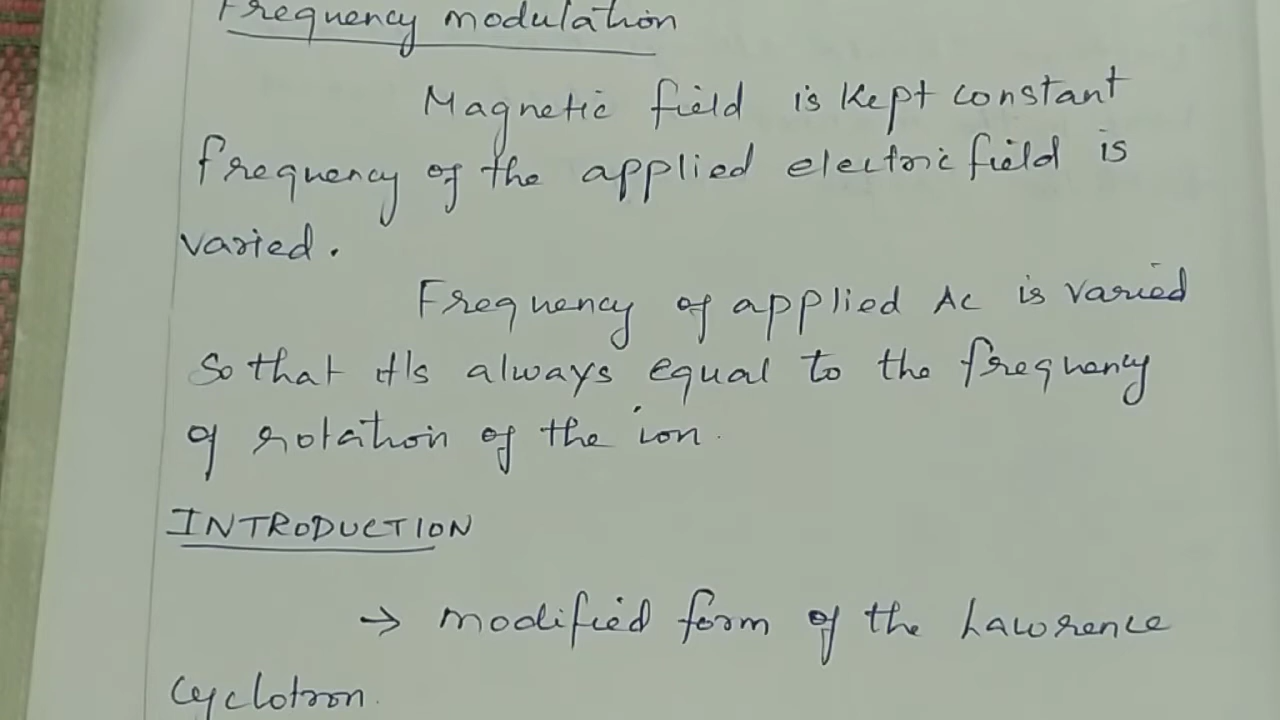 Frequency modulation
Magnetic field is kept constant
frequency of the applied electric field is
varied.
Frequency of applied AC is varied
so that it's always equal to the frequency
of rotation of the ion.
INTRODUCTION
→ modified form of the Lawrence
cyclotron.